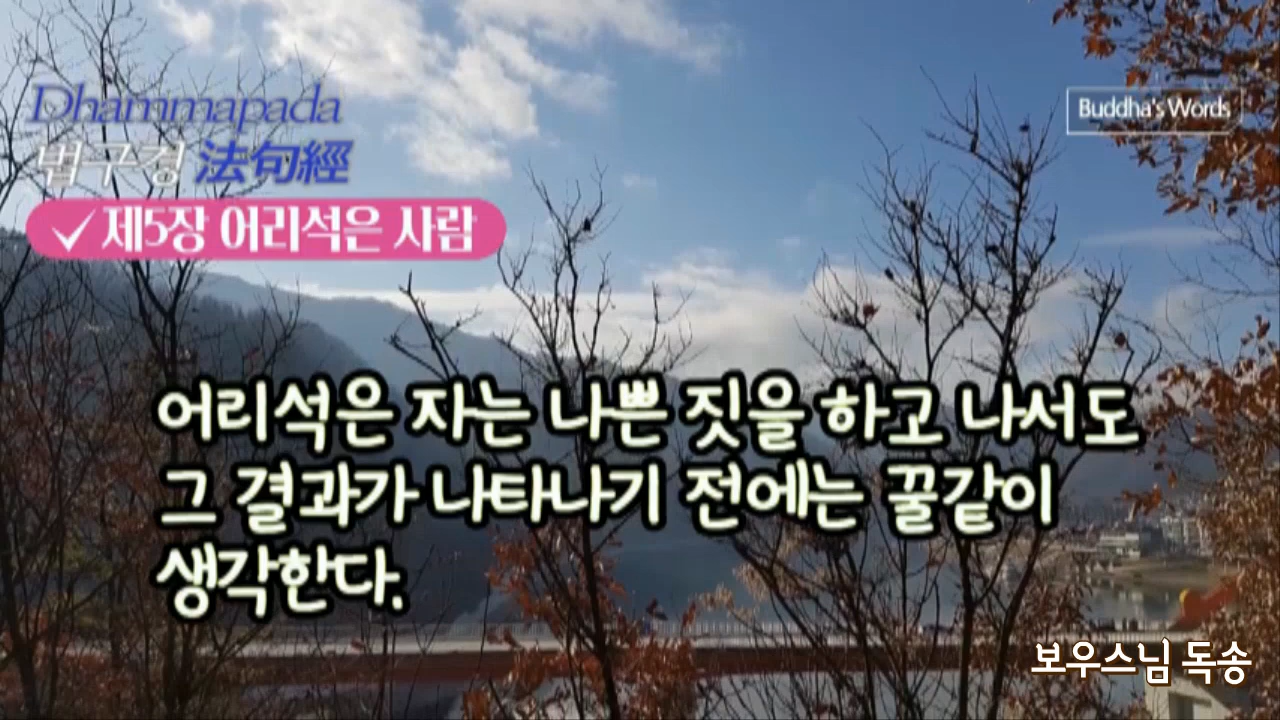 Dhammapada
Buddha's Words
법구경 法句經
✓제5장 어리석은 사람
어리석은 자는 나쁜 짓을 하고 나서도
그 결과가 나타나기 전에는 꿀같이
생각한다.
보우스님 독송